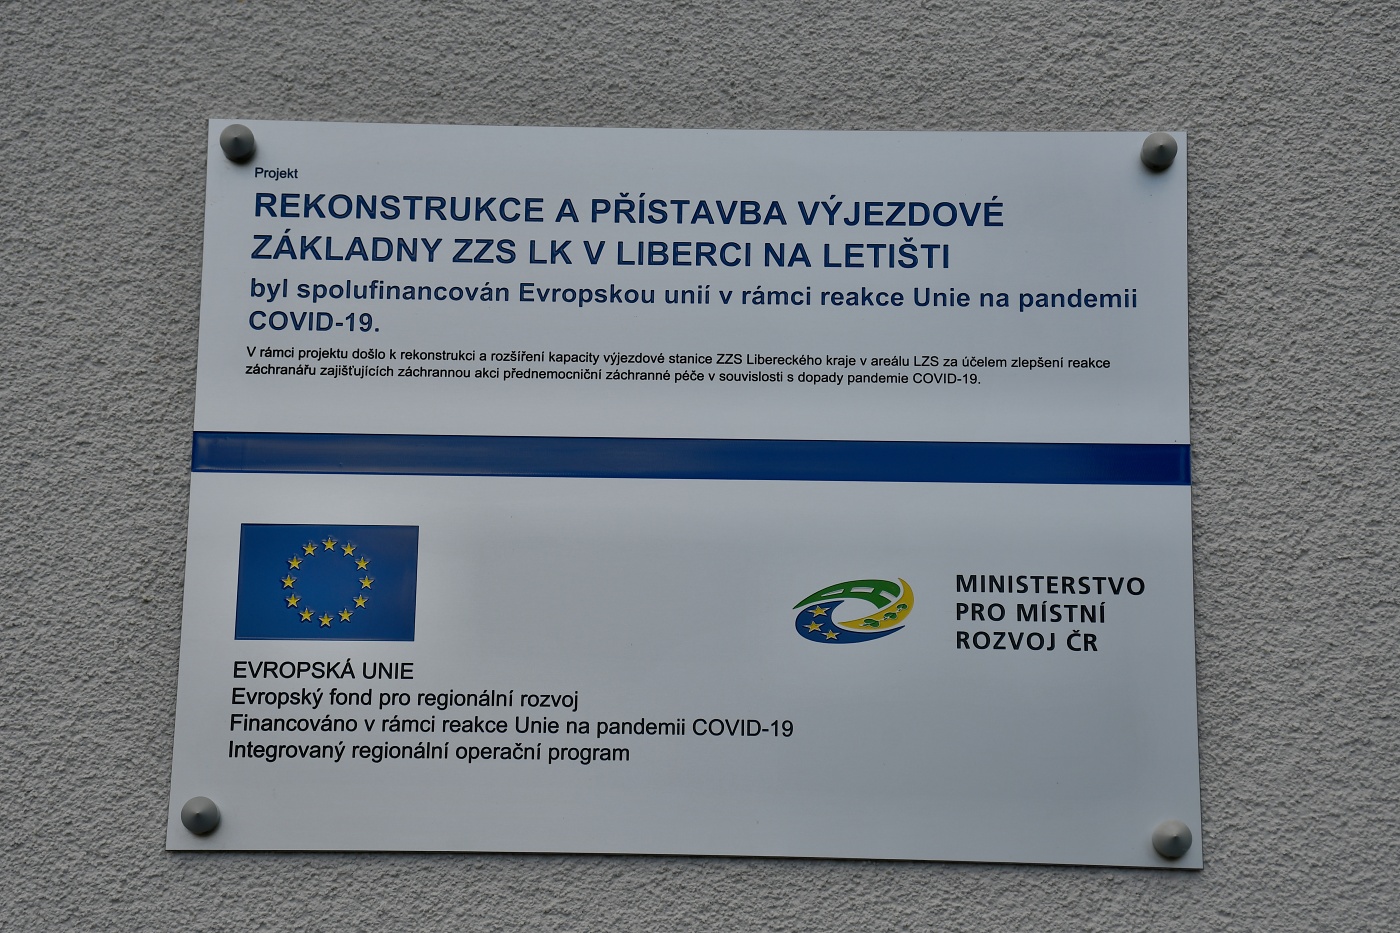 Projekt
REKONSTRUKCE A PŘÍSTAVBA VÝJEZDOVÉ
ZÁKLADNY ZZS LK V LIBERCI NA LETIŠTI
byl spolufinancován Evropskou unií v rámci reakce Unie na pandemii
COVID-19.
V rámci projektu došlo k rekonstrukci a rozšíření kapacity výjezdové stanice ZZS Libereckého kraje v areálu LZS za účelem zlepšení reakce
záchranářu zajišťujících záchrannou akci přednemocniční záchranné péče v souvislosti s dopady pandemie COVID-19.
MINISTERSTVO
PRO MÍSTNÍ
ROZVOJ ČR
EVROPSKÁ UNIE
Evropský fond pro regionální rozvoj
Financováno v rámci reakce Unie na pandemii COVID-19
Integrovaný regionální operační program